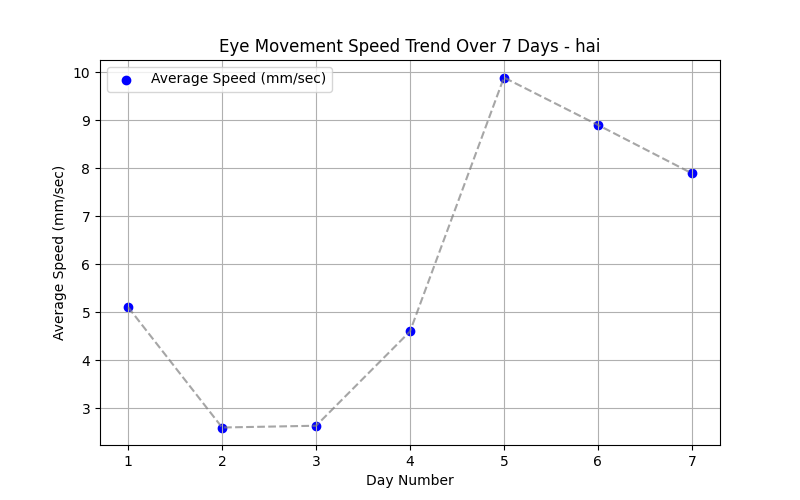 Eye Movement Speed Trend Over 7 Days - hai
Average Speed (mm/sec)
10
9
8
7
6
5
4
3
Average Speed (mm/sec)
1 2 3 4 5 6 7
Day Number